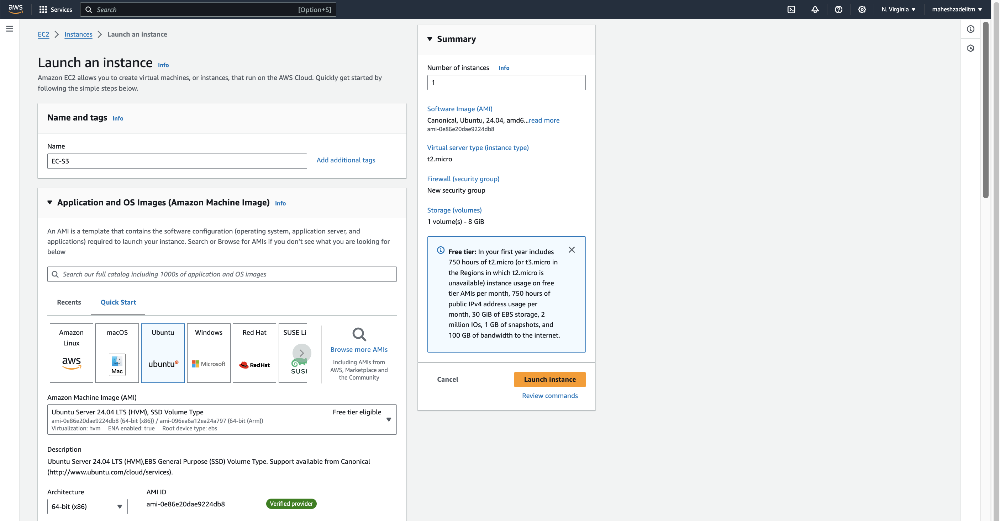 aws
Services
Search
[Option+S]
N. Virginia
maheshzadeiitm
EC2
Instances
Launch an instance
Launch an instance
Info
Amazon EC2 allows you to create virtual machines, or instances, that run on the AWS Cloud. Quickly get started by
following the simple steps below.
Name and tags
Info
Name
EC-S3
Add additional tags
Application and OS Images (Amazon Machine Image)
Info
An AMI is a template that contains the software configuration (operating system, application server, and
applications) required to launch your instance. Search or Browse for AMIs if you don't see what you are looking for
below
Search our full catalog including 1000s of application and OS images
Recents
Quick Start
Amazon
Linux
aws
macOS
Mac
Ubuntu
ubuntu
Windows
Microsoft
Red Hat
Red Hat
SUSE Li
SUSE
Browse more AMIs
Including AMIs from
AWS, Marketplace and
the Community
Amazon Machine Image (AMI)
Ubuntu Server 24.04 LTS (HVM), SSD Volume Type
Free tier eligible
ami-0e86e20dae9224db8 (64-bit (x86)) / ami-096ea6a12ea24a797 (64-bit (Arm))
Virtualization: hvm ENA enabled: true Root device type: ebs
Description
Ubuntu Server 24.04 LTS (HVM),EBS General Purpose (SSD) Volume Type. Support available from Canonical
(http://www.ubuntu.com/cloud/services).
Architecture
64-bit (x86)
AMI ID
ami-0e86e20dae9224db8
Verified provider
Summary
Number of instances
Info
1
Software Image (AMI)
Canonical, Ubuntu, 24.04, amd6...read more
ami-0e86e20dae9224db8
Virtual server type (instance type)
t2.micro
Firewall (security group)
New security group
Storage (volumes)
1 volume(s) - 8 GiB
Free tier: In your first year includes
750 hours of t2.micro (or t3.micro in
the Regions in which t2.micro is
unavailable) instance usage on free
tier AMIs per month, 750 hours of
public IPv4 address usage per
month, 30 GiB of EBS storage, 2
million IOs, 1 GB of snapshots, and
100 GB of bandwidth to the internet.
Cancel
Launch instance
Review commands